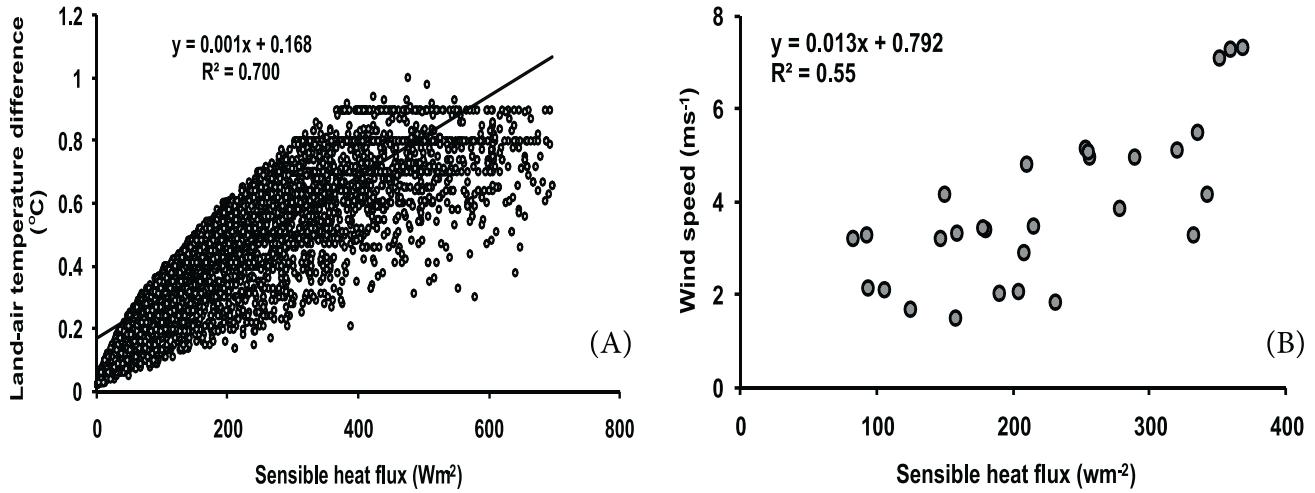 1.2
1
0.8
0.6
0.4
0.2
0
Land-air temperature difference
(°C)
y = 0.001x + 0.168
R² = 0.700
(A)
0 200 400 600 800
Sensible heat flux (Wm²)
8
6
4
2
0
Wind speed (ms⁻¹)
y = 0.013x + 0.792
R² = 0.55
(B)
0 100 200 300 400
Sensible heat flux (wm⁻²)